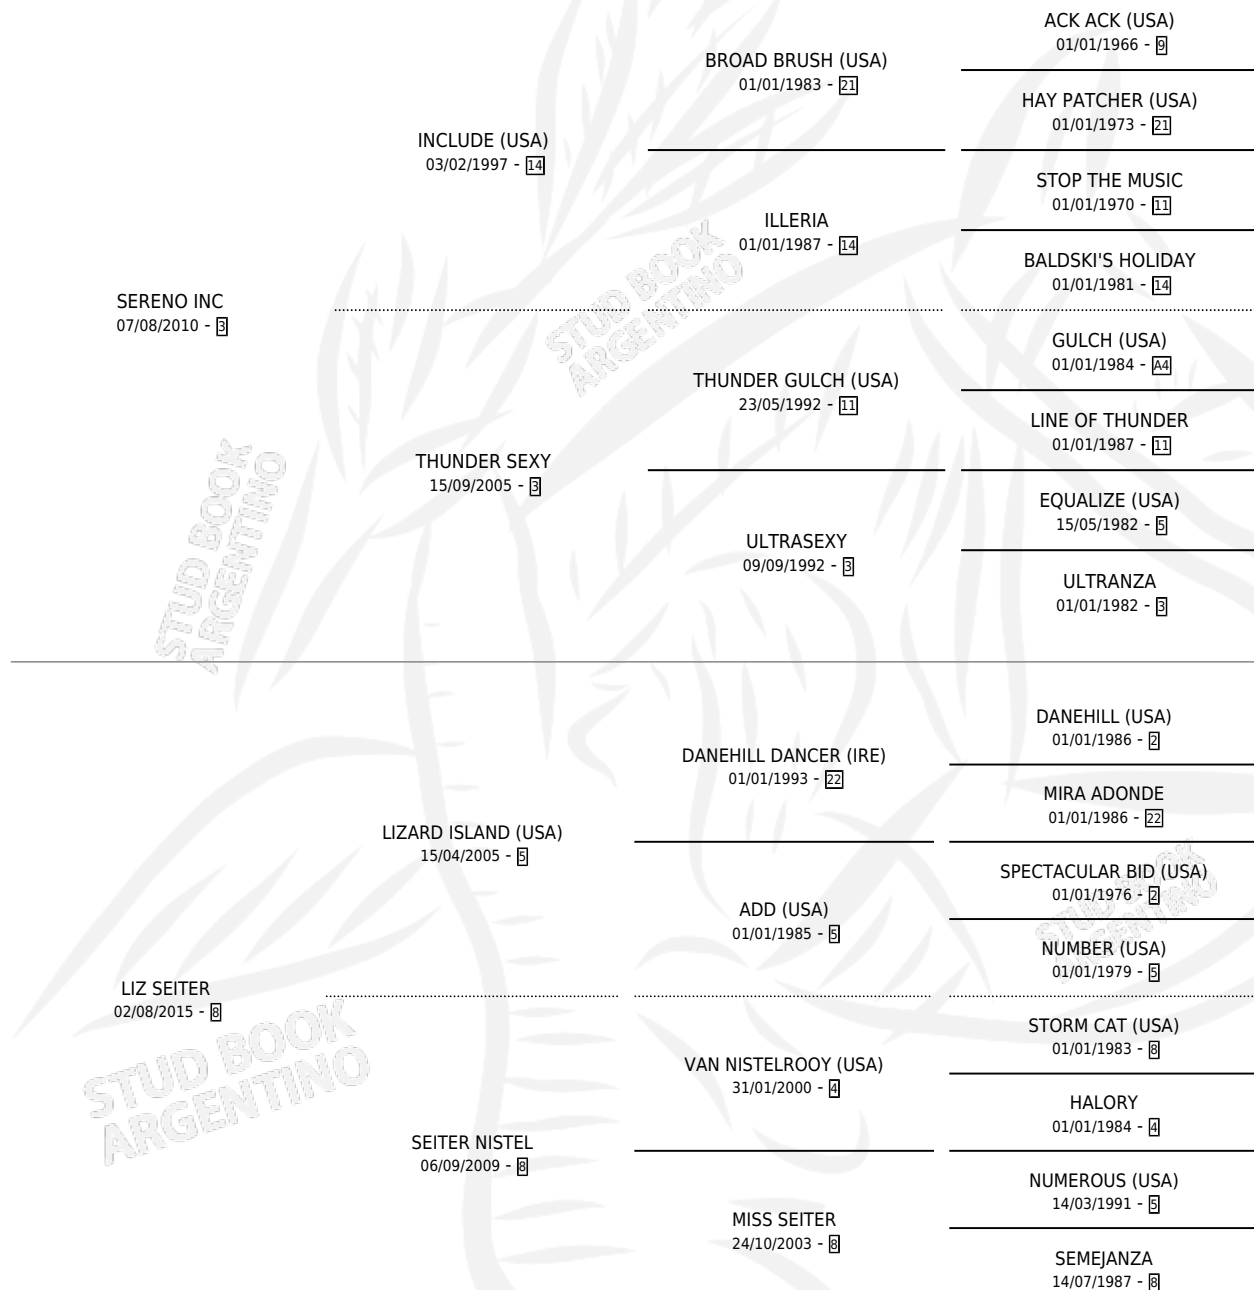 SERENO INC
07/08/2010 - 3
INCLUDE (USA)
03/02/1997 - 14
BROAD BRUSH (USA)
01/01/1983 - 21
ACK ACK (USA)
01/01/1966 - 9
HAY PATCHER (USA)
01/01/1973 - 21
ILLERIA
01/01/1987 - 14
STOP THE MUSIC
01/01/1970 - 11
BALDSKI'S HOLIDAY
01/01/1981 - 14
THUNDER SEXY
15/09/2005 - 3
THUNDER GULCH (USA)
23/05/1992 - 11
GULCH (USA)
01/01/1984 - A4
LINE OF THUNDER
01/01/1987 - 11
ULTRASEXY
09/09/1992 - 3
EQUALIZE (USA)
15/05/1982 - 5
ULTRANZA
01/01/1982 - 3
LIZ SEITER
02/08/2015 - 8
LIZARD ISLAND (USA)
15/04/2005 - 5
DANEHILL DANCER (IRE)
01/01/1993 - 22
DANEHILL (USA)
01/01/1986 - 2
MIRA ADONDE
01/01/1986 - 22
ADD (USA)
01/01/1985 - 5
SPECTACULAR BID (USA)
01/01/1976 - 2
NUMBER (USA)
01/01/1979 - 5
SEITER NISTEL
06/09/2009 - 8
VAN NISTELROOY (USA)
31/01/2000 - 4
STORM CAT (USA)
01/01/1983 - 8
HALORY
01/01/1984 - 4
MISS SEITER
24/10/2003 - 8
NUMEROUS (USA)
14/03/1991 - 5
SEMEJANZA
14/07/1987 - 8
STUD BOOK
ARGENTINO
STUD BOOK
ARGENTINO
STUD BOOK
ARGENTINO
STUD BOOK
ARGENTINO